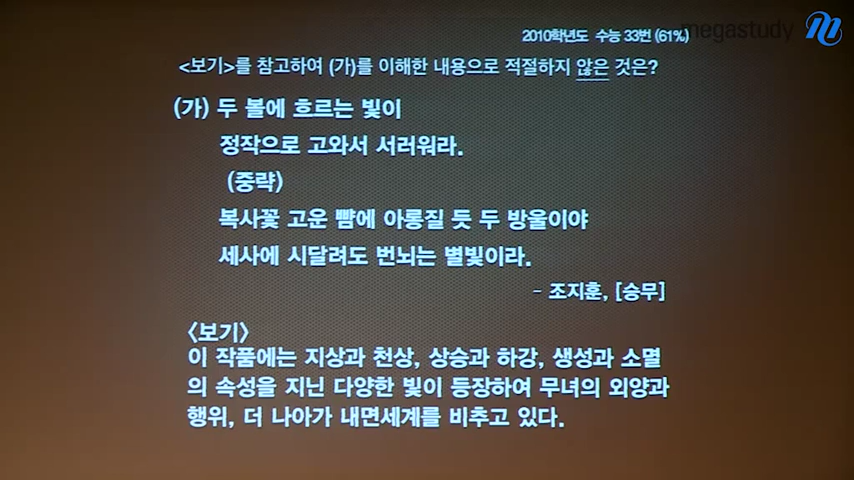 megastudy
2010학년도 수능 33번 (61%)
<보기>를 참고하여 (가)를 이해한 내용으로 적절하지 않은 것은?
(가) 두 볼에 흐르는 빛이
정작으로 고와서 서러워라.
(중략)
복사꽃 고운 뺨에 아롱질 듯 두 방울이야
세사에 시달려도 번뇌는 별빛이라.
- 조지훈, [승무]
<보기>
이 작품에는 지상과 천상, 상승과 하강, 생성과 소멸
의 속성을 지닌 다양한 빛이 등장하여 무녀의 외양과
행위, 더 나아가 내면세계를 비추고 있다.